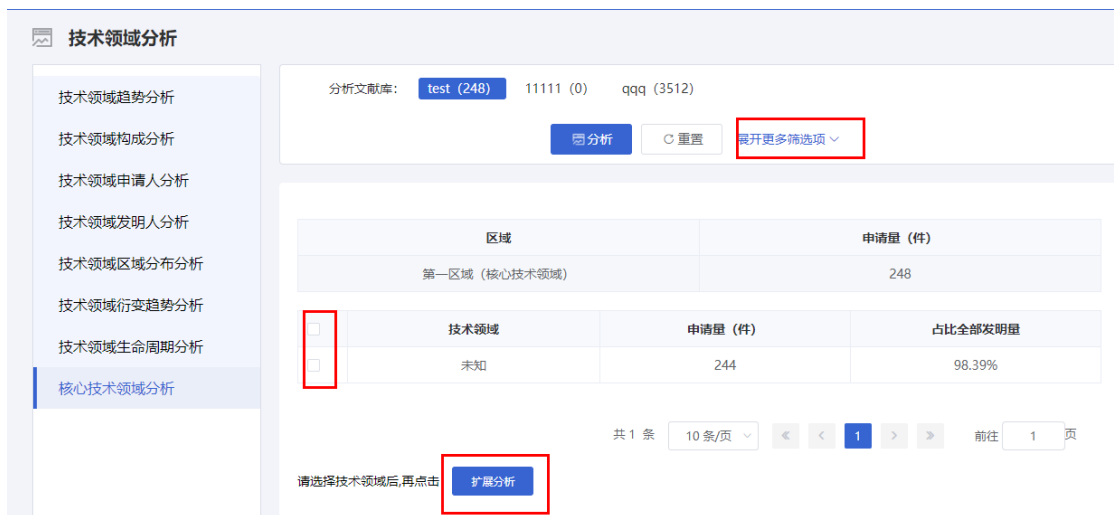 技术领域分析
技术领域趋势分析
技术领域构成分析
技术领域申请人分析
技术领域发明人分析
技术领域区域分布分析
技术领域衍变趋势分析
技术领域生命周期分析
核心技术领域分析
分析文献库： test（248） 11111（0） qqq（3512）
分析 重置 展开更多筛选项
区域 申请量（件）
第一区域（核心技术领域） 248
技术领域 申请量（件） 占比全部发明量
未知 244 98.39%
共 1 条 10 条/页 1 前往 1 页
请选择技术领域后,再点击 扩展分析